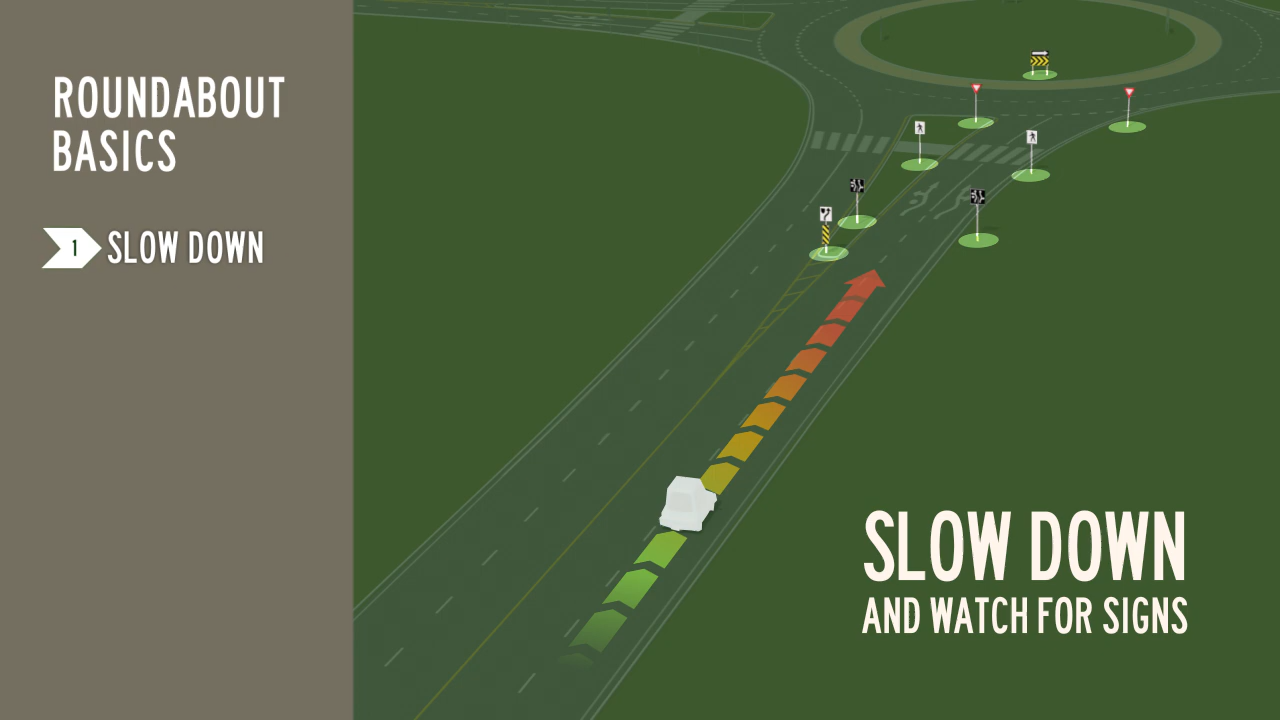 ROUNDABOUT
BASICS
1 SLOW DOWN
SLOW DOWN
AND WATCH FOR SIGNS